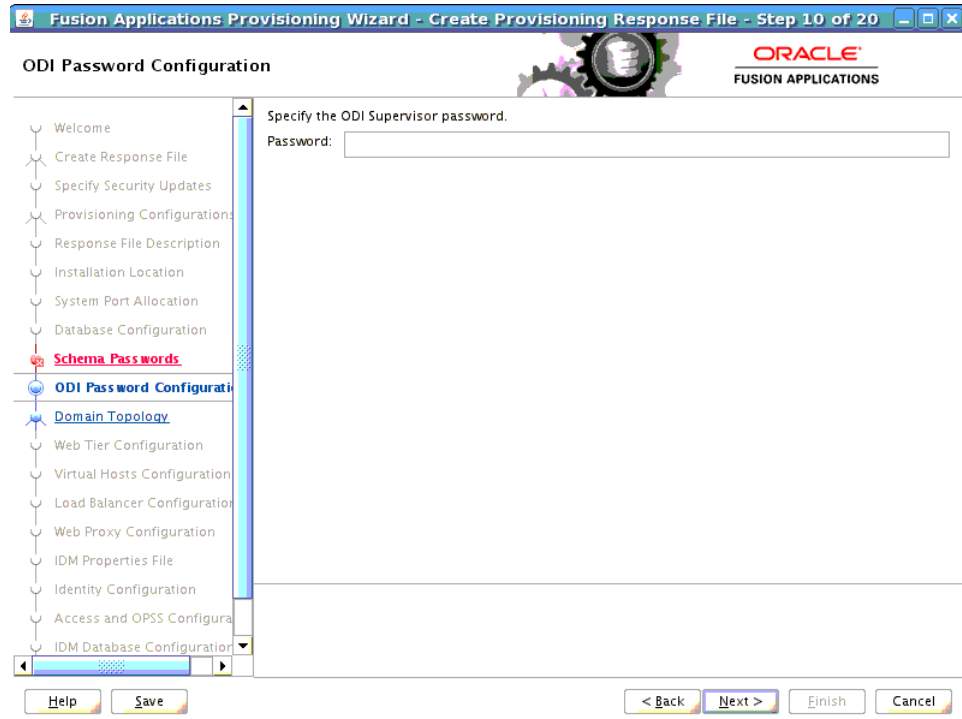 Fusion Applications Provisioning Wizard - Create Provisioning Response File - Step 10 of 20
ODI Password Configuration
ORACLE
FUSION APPLICATIONS
Welcome
Create Response File
Specify Security Updates
Provisioning Configurations
Response File Description
Installation Location
System Port Allocation
Database Configuration
Schema Passwords
ODI Password Configurati
Domain Topology
Web Tier Configuration
Virtual Hosts Configuration
Load Balancer Configuration
Web Proxy Configuration
IDM Properties File
Identity Configuration
Access and OPSS Configura
IDM Database Configuration
Specify the ODI Supervisor password.
Password:
Help
Save
< Back
Next >
Finish
Cancel